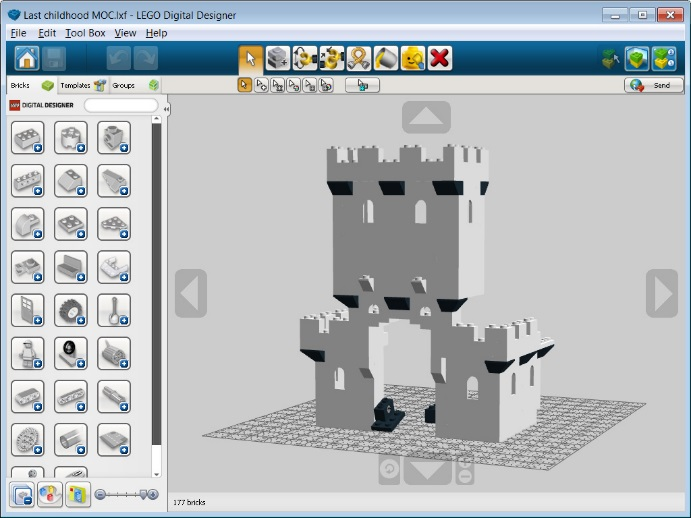 Last childhood MOC.lxf - LEGO Digital Designer
File Edit Tool Box View Help
Bricks Templates Groups
Send
LEGO DIGITAL DESIGNER
177 bricks